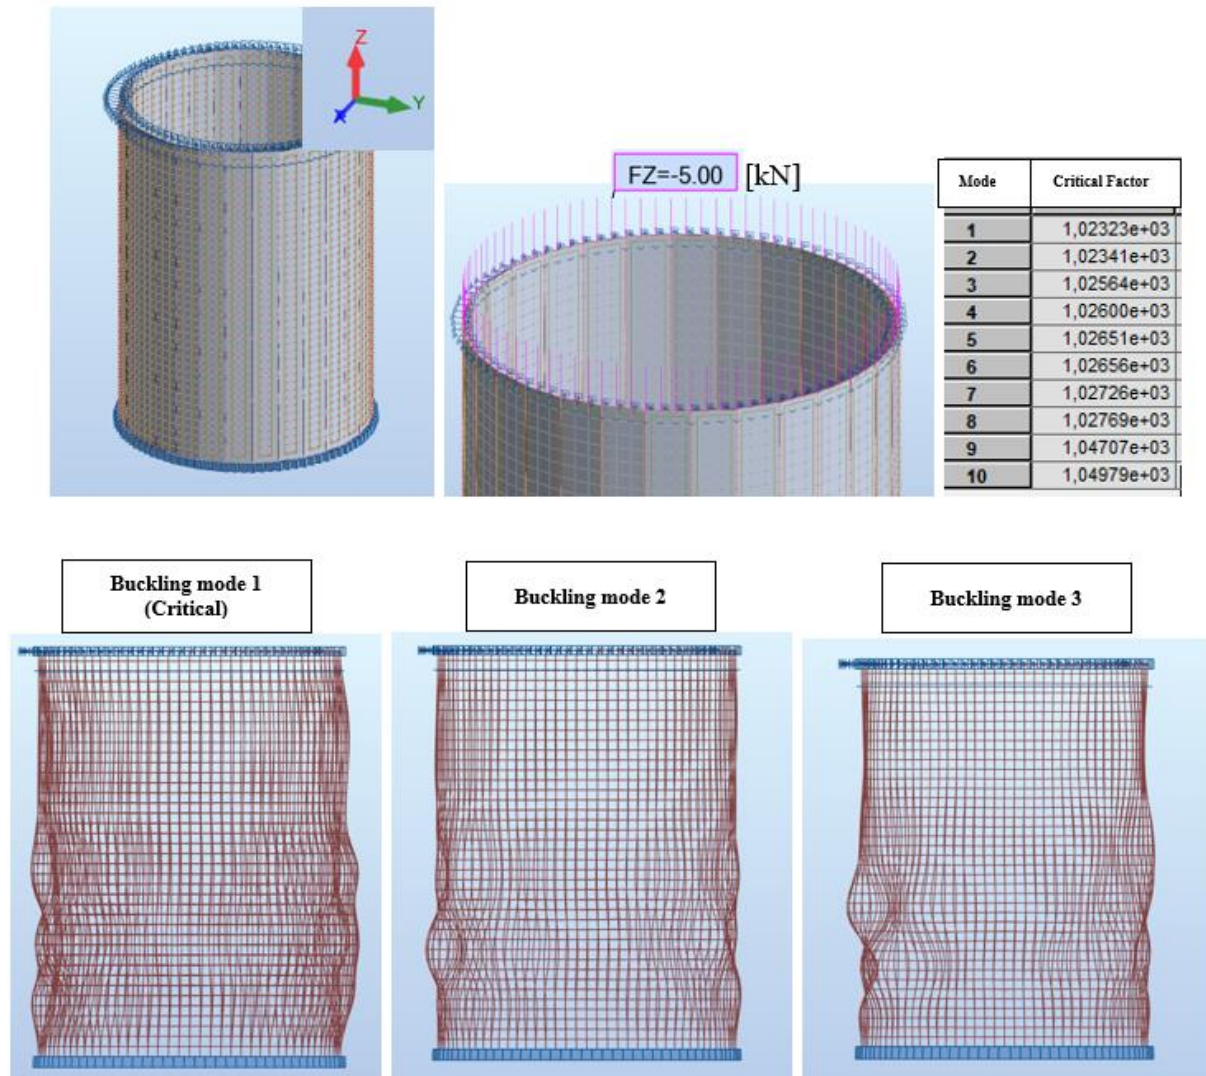 Z
Y
X
FZ=-5.00 [kN]
Mode Critical Factor
1 1,02323e+03
2 1,02341e+03
3 1,02564e+03
4 1,02600e+03
5 1,02651e+03
6 1,02656e+03
7 1,02726e+03
8 1,02769e+03
9 1,04707e+03
10 1,04979e+03
Buckling mode 1
(Critical)
Buckling mode 2
Buckling mode 3